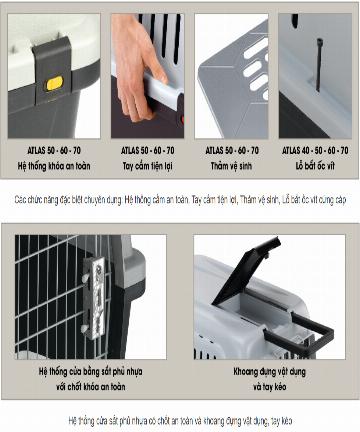 ATLAS 50 - 60 - 70
Hệ thống khóa an toàn
ATLAS 50 - 60 - 70
Tay cầm tiện lợi
ATLAS 50 - 60 - 70
Thảm vệ sinh
ATLAS 40 - 50 - 60 - 70
Lỗ bắt ốc vít
Các chức năng đặc biệt chuyên dụng: Hệ thống cầm an toàn, Tay cầm tiện lợi, Thảm vệ sinh, Lỗ bắt ốc vít cứng cáp
Hệ thống cửa bằng sắt phủ nhựa
với chốt khóa an toàn
Khoang đựng vật dụng
và tay kéo
Hệ thống cửa sắt phủ nhựa có chốt an toàn và khoang đựng vật dụng, tay kéo